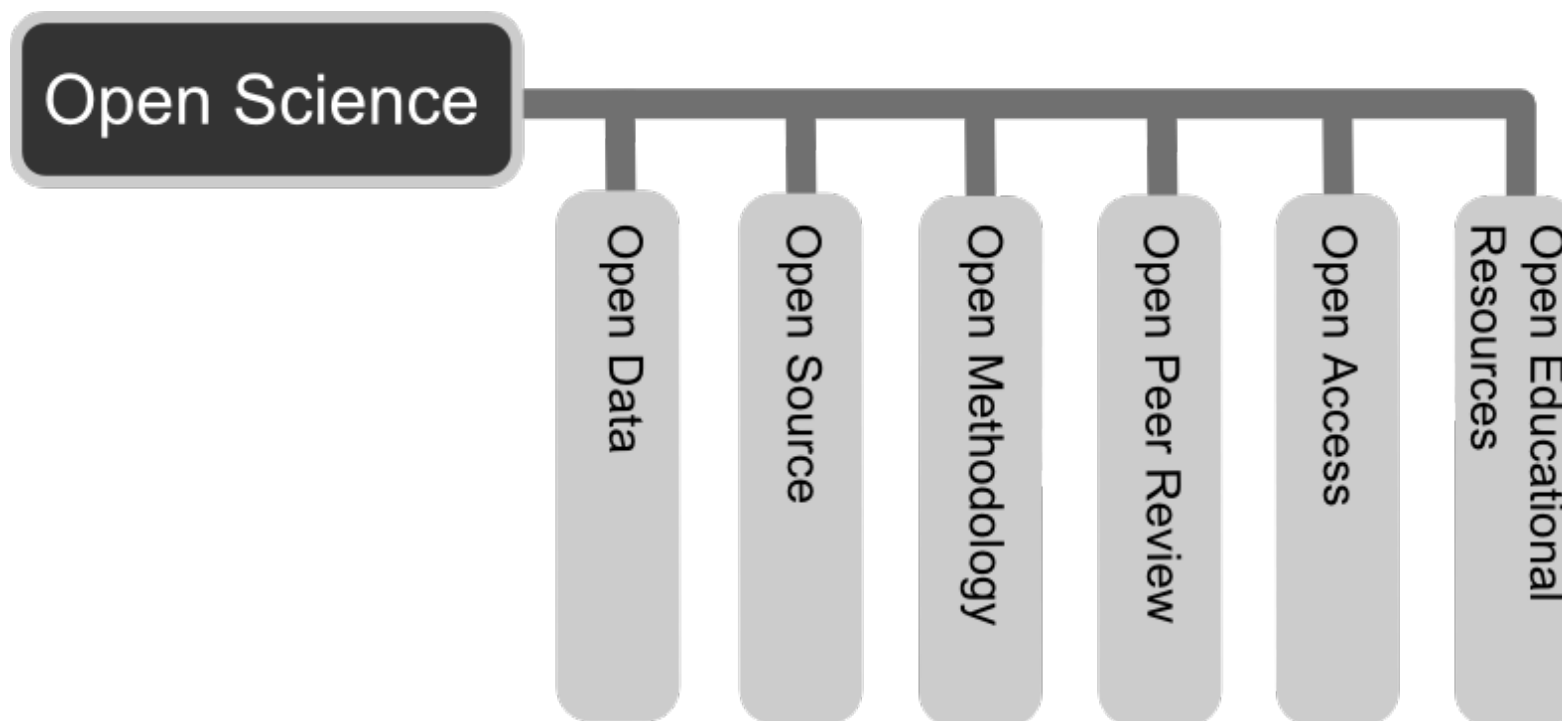 Open Science
Open Data
Open Source
Open Methodology
Open Peer Review
Open Access
Open Educational
Resources